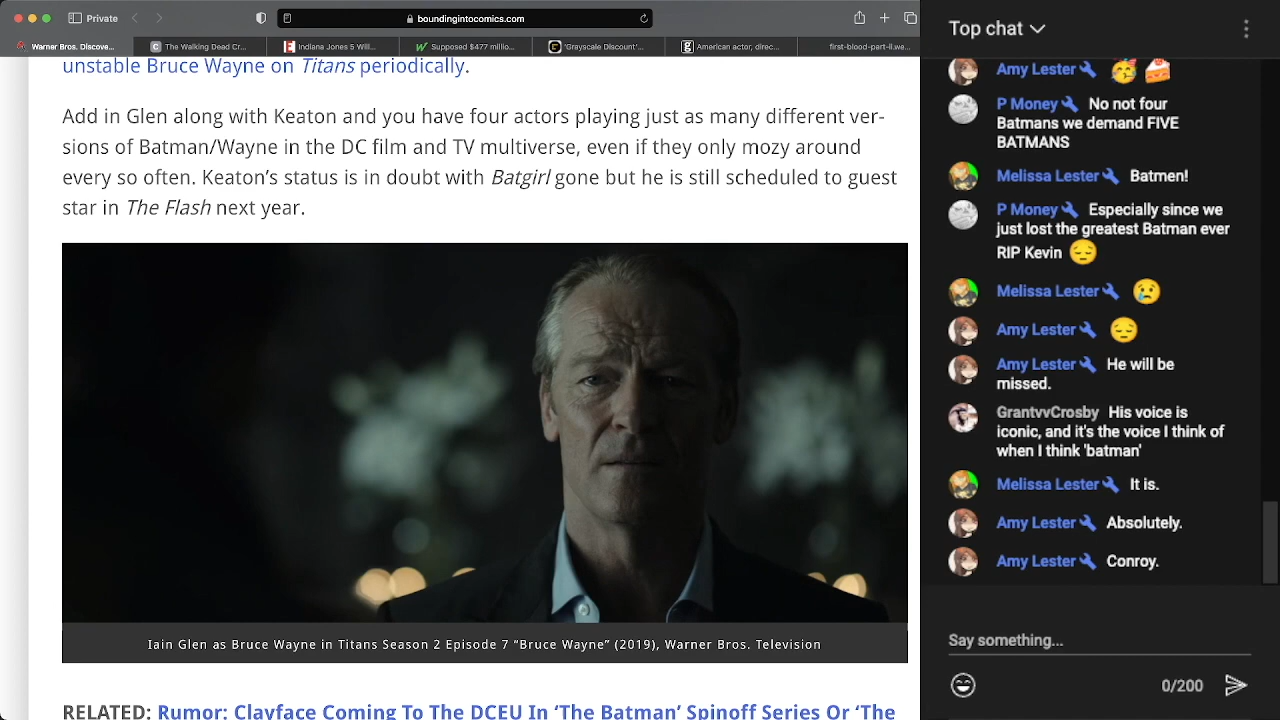 Private
boundingintocomics.com
Warner Bros. Discove...
The Walking Dead Cr...
Indiana Jones 5 Will...
Supposed $477 millio...
'Grayscale Discount'...
American actor, direc...
first-blood-part-ll.we...
unstable Bruce Wayne on Titans periodically.
Add in Glen along with Keaton and you have four actors playing just as many different ver-
sions of Batman/Wayne in the DC film and TV multiverse, even if they only mozy around
every so often. Keaton's status is in doubt with Batgirl gone but he is still scheduled to guest
star in The Flash next year.
Iain Glen as Bruce Wayne in Titans Season 2 Episode 7 "Bruce Wayne" (2019), Warner Bros. Television
RELATED: Rumor: Clayface Coming To The DCEU In 'The Batman' Spinoff Series Or 'The
Top chat
Amy Lester
P Money No not four
Batmans we demand FIVE
BATMANS
Melissa Lester Batmen!
P Money Especially since we
just lost the greatest Batman ever
RIP Kevin
Melissa Lester
Amy Lester
Amy Lester He will be
missed.
GrantvvCrosby His voice is
iconic, and it's the voice I think of
when I think 'batman'
Melissa Lester It is.
Amy Lester Absolutely.
Amy Lester Conroy.
Say something...
0/200